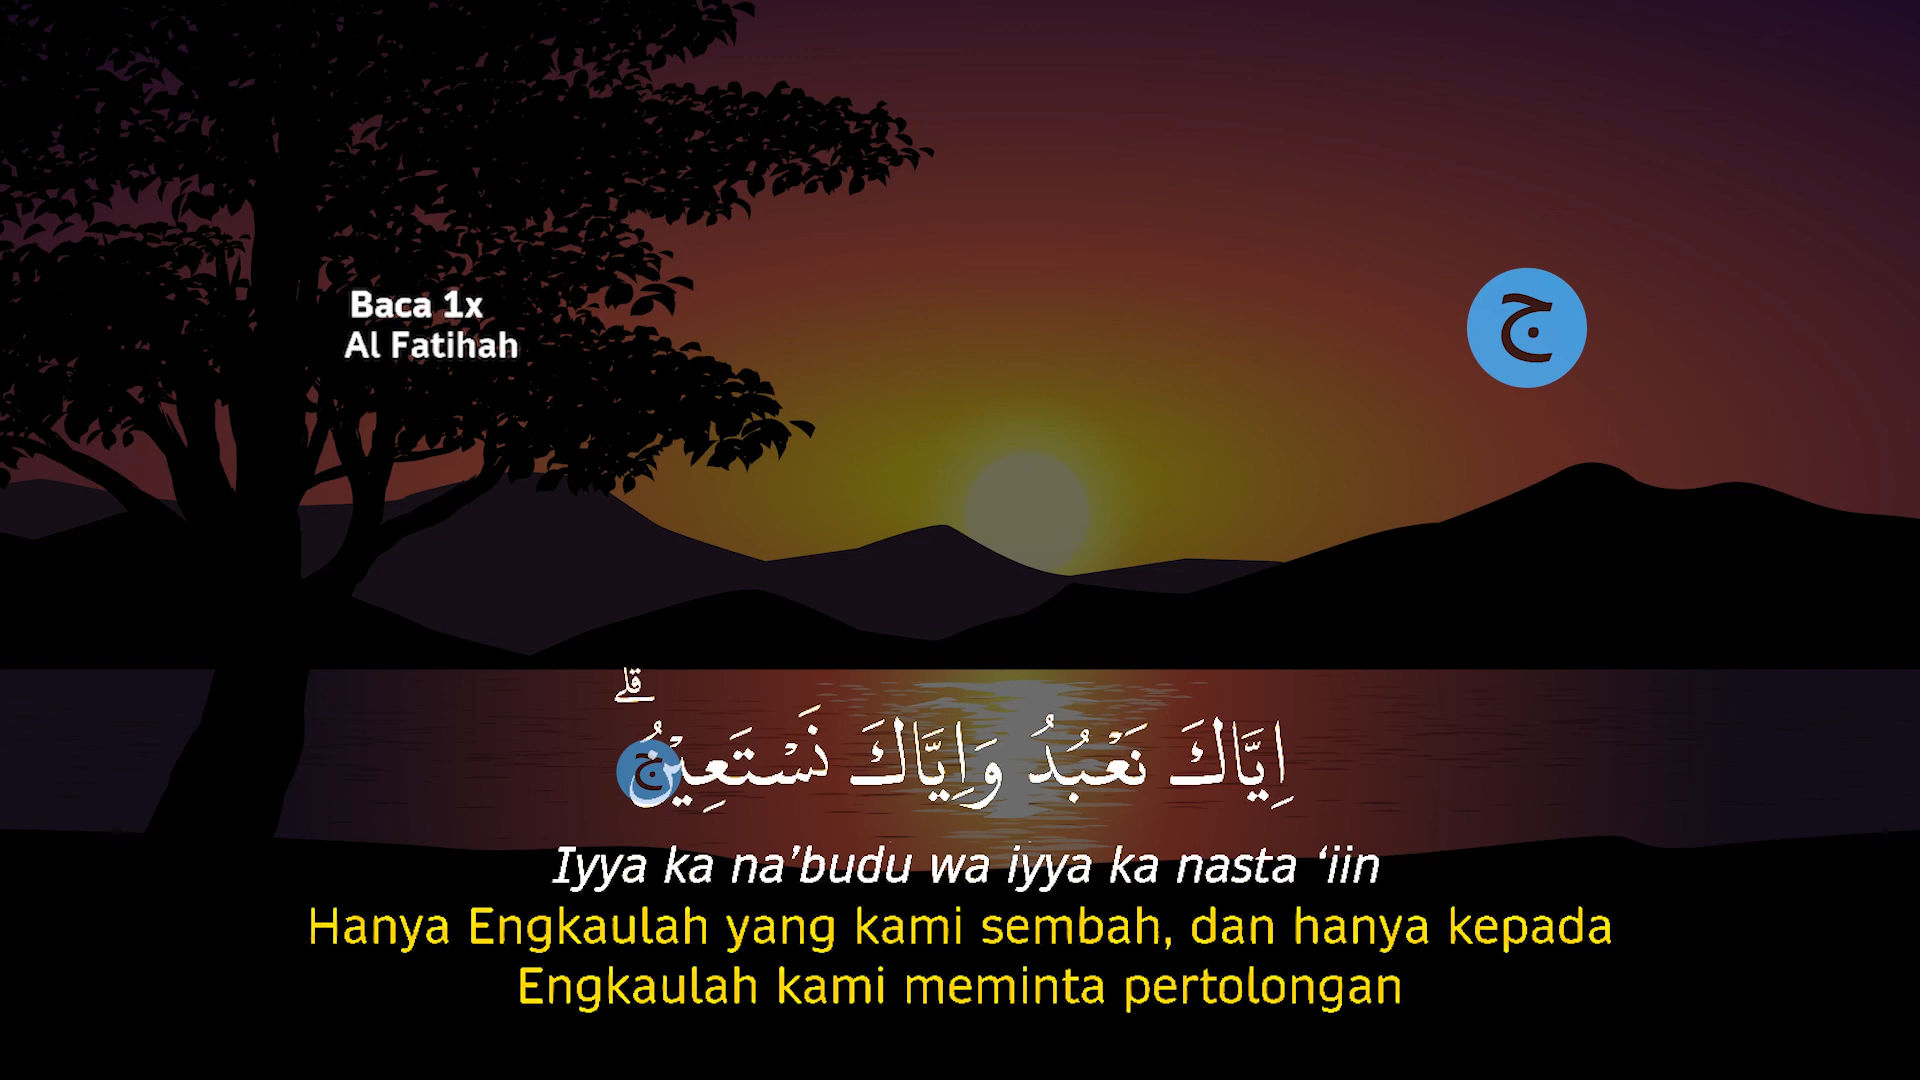 Baca 1x
Al Fatihah
ج
اِيَّاكَ نَعْبُدُ وَاِيَّاكَ نَسْتَعِيْنُۗ
ج
Iyya ka na’budu wa iyya ka nasta ‘iin
Hanya Engkaulah yang kami sembah, dan hanya kepada
Engkaulah kami meminta pertolongan